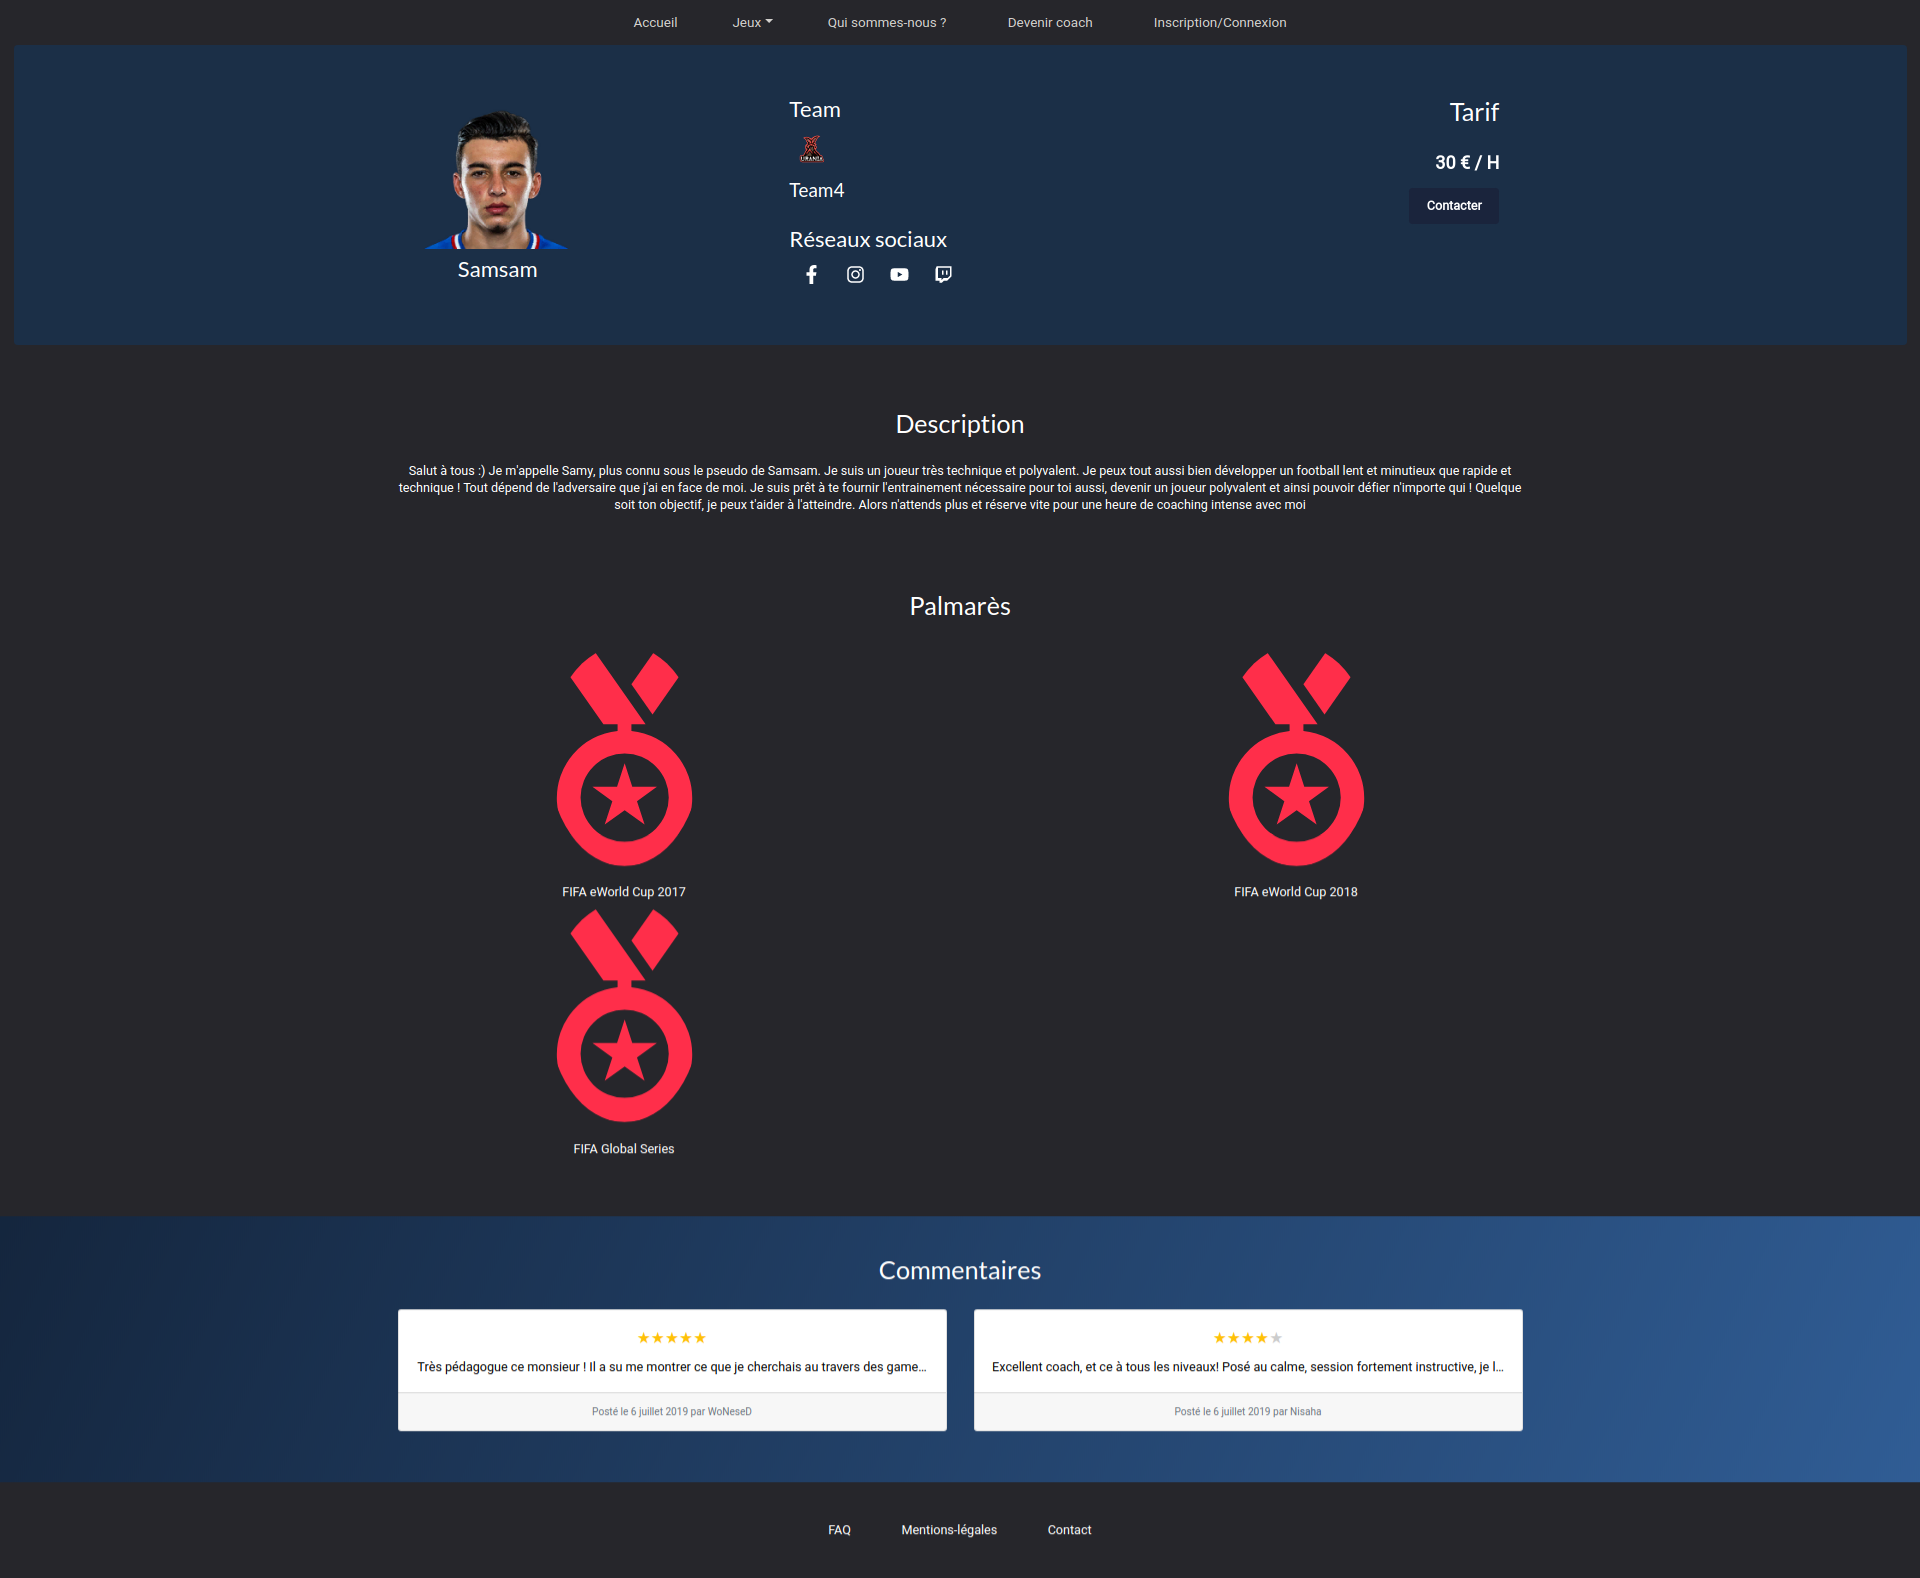 Accueil
Jeux
Qui sommes-nous ?
Devenir coach
Inscription/Connexion
Samsam
Team
Team4
Réseaux sociaux
Tarif
30 € / H
Contacter
Description
Salut à tous :) Je m'appelle Samy, plus connu sous le pseudo de Samsam. Je suis un joueur très technique et polyvalent. Je peux tout aussi bien développer un football lent et minutieux que rapide et
technique ! Tout dépend de l'adversaire que j'ai en face de moi. Je suis prêt à te fournir l'entrainement nécessaire pour toi aussi, devenir un joueur polyvalent et ainsi pouvoir défier n'importe qui ! Quelque
soit ton objectif, je peux t'aider à l'atteindre. Alors n'attends plus et réserve vite pour une heure de coaching intense avec moi
Palmarès
FIFA eWorld Cup 2017
FIFA eWorld Cup 2018
FIFA Global Series
Commentaires
Très pédagogue ce monsieur ! Il a su me montrer ce que je cherchais au travers des game...
Posté le 6 juillet 2019 par WoNeseD
Excellent coach, et ce à tous les niveaux! Posé au calme, session fortement instructive, je l...
Posté le 6 juillet 2019 par Nisaha
FAQ
Mentions-légales
Contact